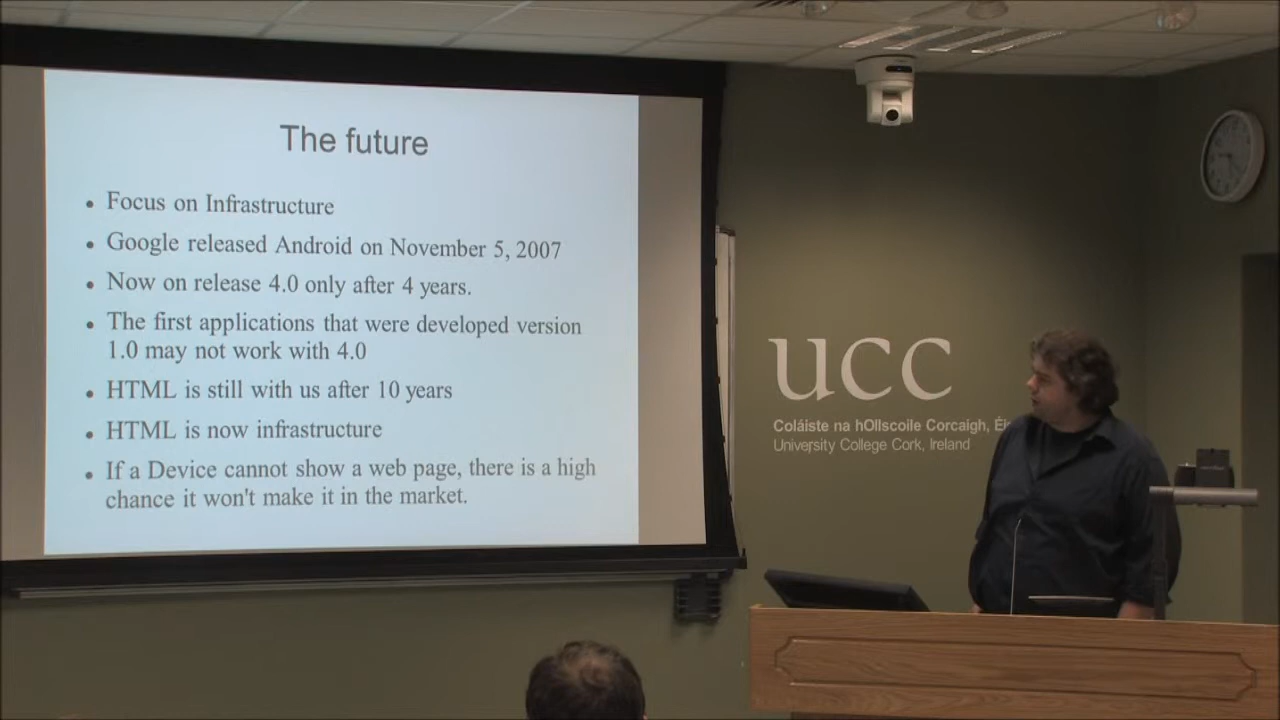 The future
Focus on Infrastructure
Google released Android on November 5, 2007
Now on release 4.0 only after 4 years.
The first applications that were developed version
1.0 may not work with 4.0
HTML is still with us after 10 years
HTML is now infrastructure
If a Device cannot show a web page, there is a high
chance it won't make it in the market.
ucc
Coláiste na hOllscoile Corcaigh,
University College Cork, Ireland